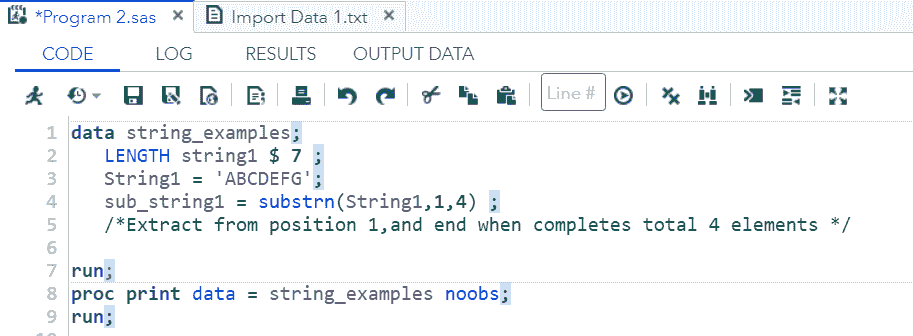 *Program 2.sas × Import Data 1.txt ×
CODE LOG RESULTS OUTPUT DATA
Line #
1 data string_examples;
2 LENGTH string1 $ 7 ;
3 String1 = 'ABCDEFG';
4 sub_string1 = substrn(String1,1,4) ;
5 /*Extract from position 1,and end when completes total 4 elements */
6
7 run;
8 proc print data = string_examples noobs;
9 run;